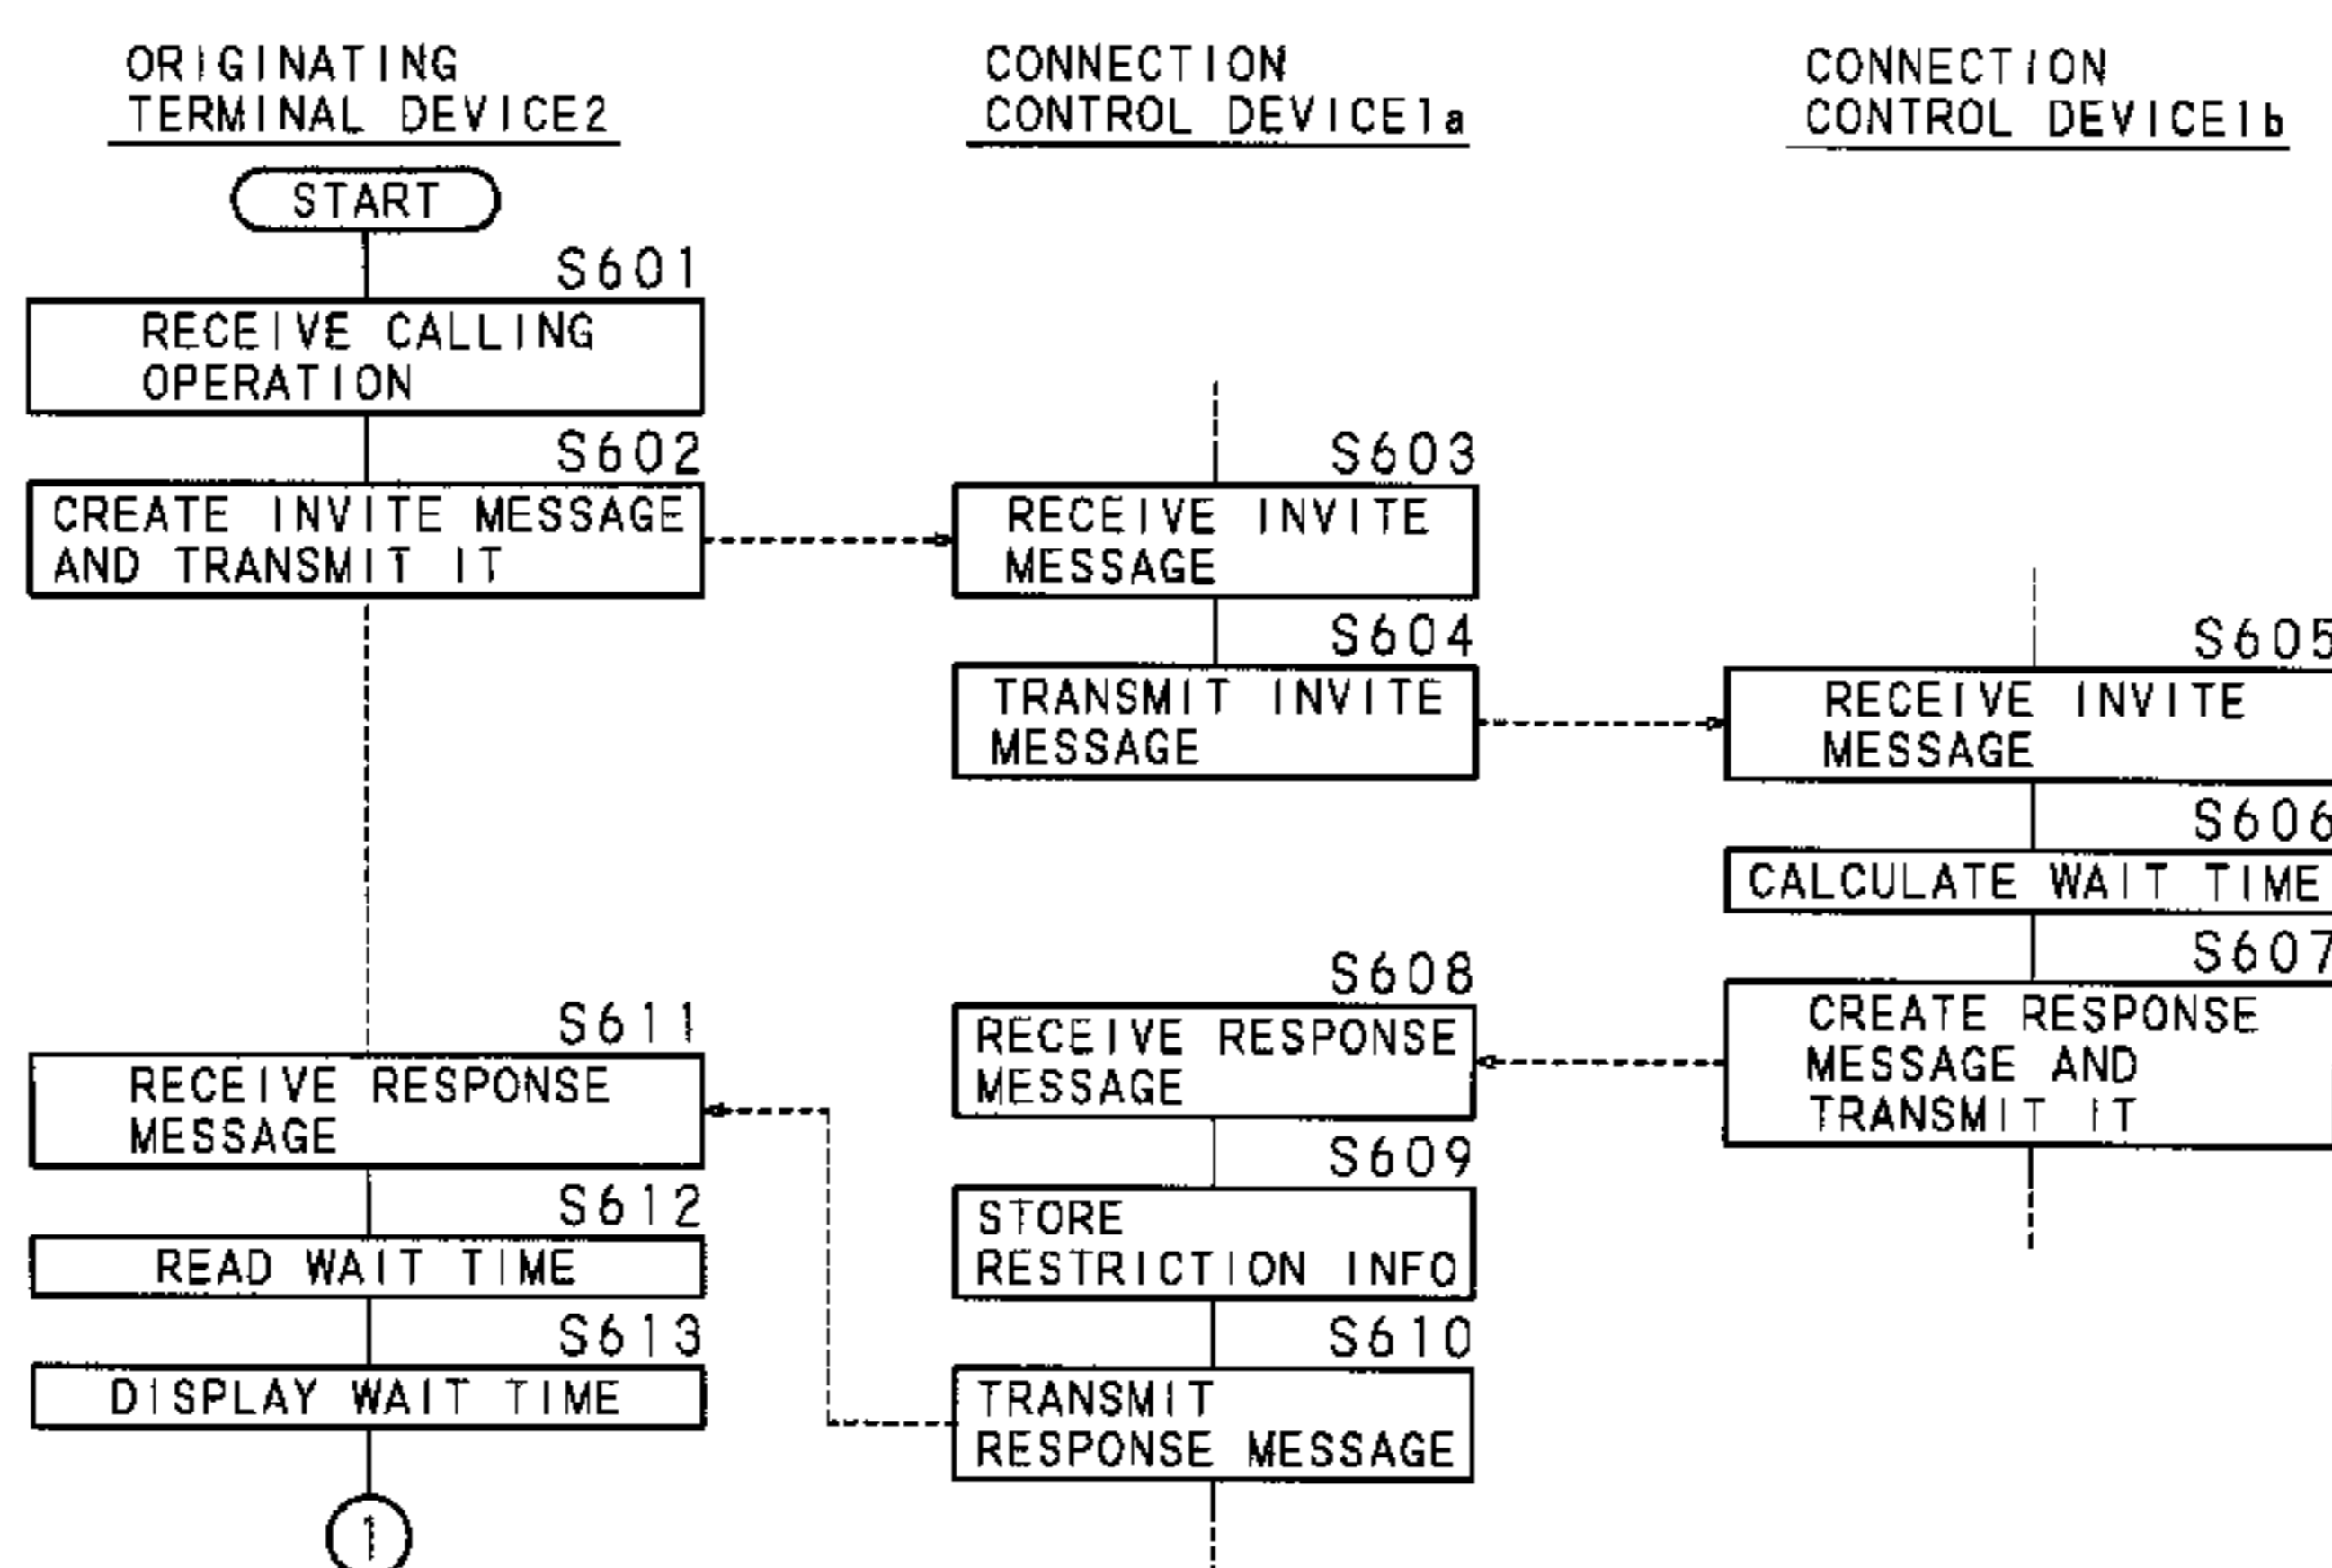 ORIGINATING
TERMINAL DEVICE2
CONNECTION
CONTROL DEVICE1a
CONNECTION
CONTROL DEVICE1b
START
S601
RECEIVE CALLING
OPERATION
S602
CREATE INVITE MESSAGE
AND TRANSMIT IT
S603
RECEIVE INVITE
MESSAGE
S604
TRANSMIT INVITE
MESSAGE
S605
RECEIVE INVITE
MESSAGE
S606
CALCULATE WAIT TIME
S607
CREATE RESPONSE
MESSAGE AND
TRANSMIT IT
S608
RECEIVE RESPONSE
MESSAGE
S609
STORE
RESTRICTION INFO
S610
TRANSMIT
RESPONSE MESSAGE
S611
RECEIVE RESPONSE
MESSAGE
S612
READ WAIT TIME
S613
DISPLAY WAIT TIME
1